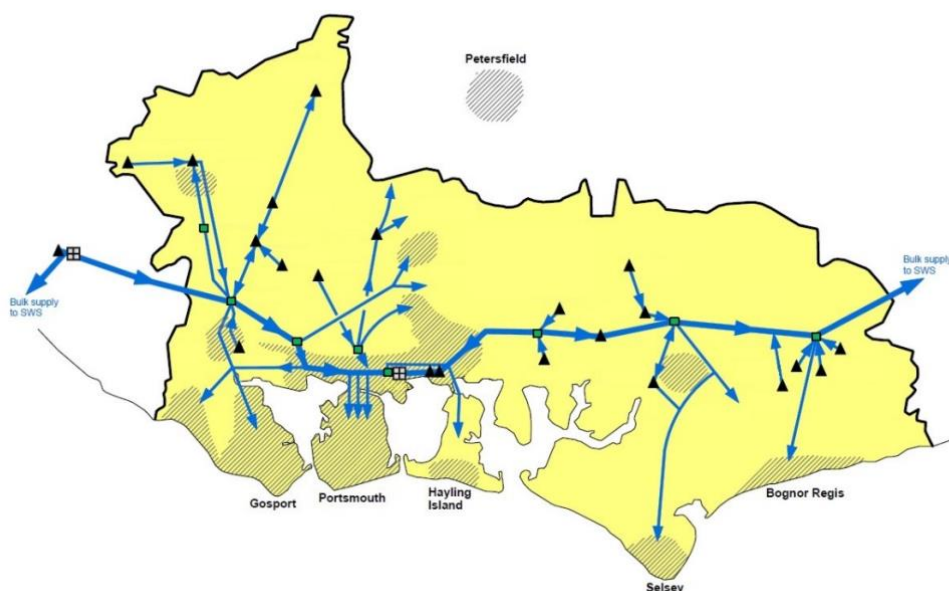 Petersfield
Bulk supply
to SWS
Bulk supply
to SWS
Gosport
Portsmouth
Hayling
Island
Bognor Regis
Selsey